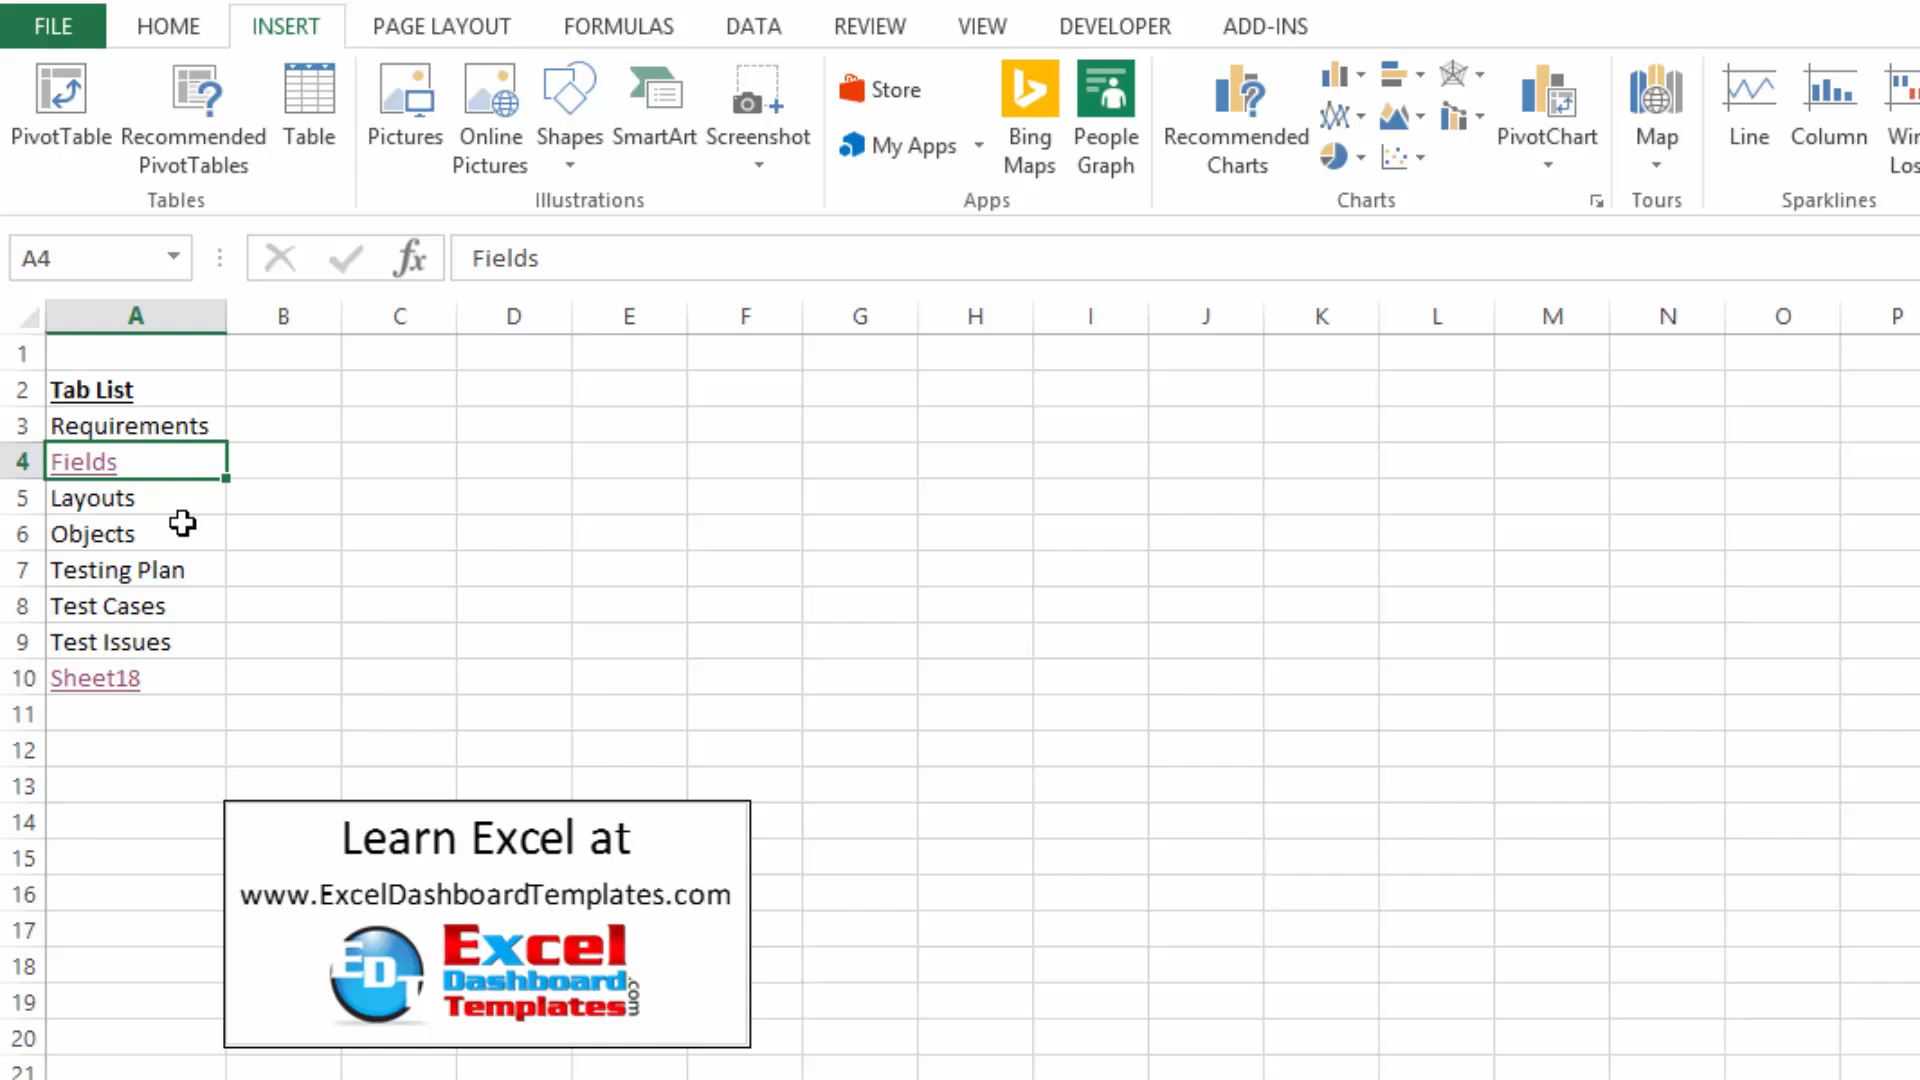 FILE HOME INSERT PAGE LAYOUT FORMULAS DATA REVIEW VIEW DEVELOPER ADD-INS
PivotTable Recommended PivotTables Table
Tables
Pictures Online Pictures Shapes SmartArt Screenshot
Illustrations
Store
My Apps
Bing Maps People Graph
Apps
Recommended Charts PivotChart
Charts
Map
Tours
Line Column Win Los
Sparklines
A4 fx Fields
A B C D E F G H I J K L M N O P
1
2 Tab List
3 Requirements
4 Fields
5 Layouts
6 Objects
7 Testing Plan
8 Test Cases
9 Test Issues
10 Sheet18
11
12
13
14
15
16
17
18
19
20
21
Learn Excel at
www.ExcelDashboardTemplates.com
EDT
Excel
Dashboard
Templates.com